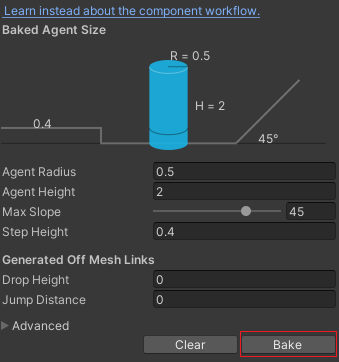 Learn instead about the component workflow.
Baked Agent Size
R = 0.5
H = 2
0.4
45°
Agent Radius 0.5
Agent Height 2
Max Slope 45
Step Height 0.4
Generated Off Mesh Links
Drop Height 0
Jump Distance 0
Advanced
Clear Bake